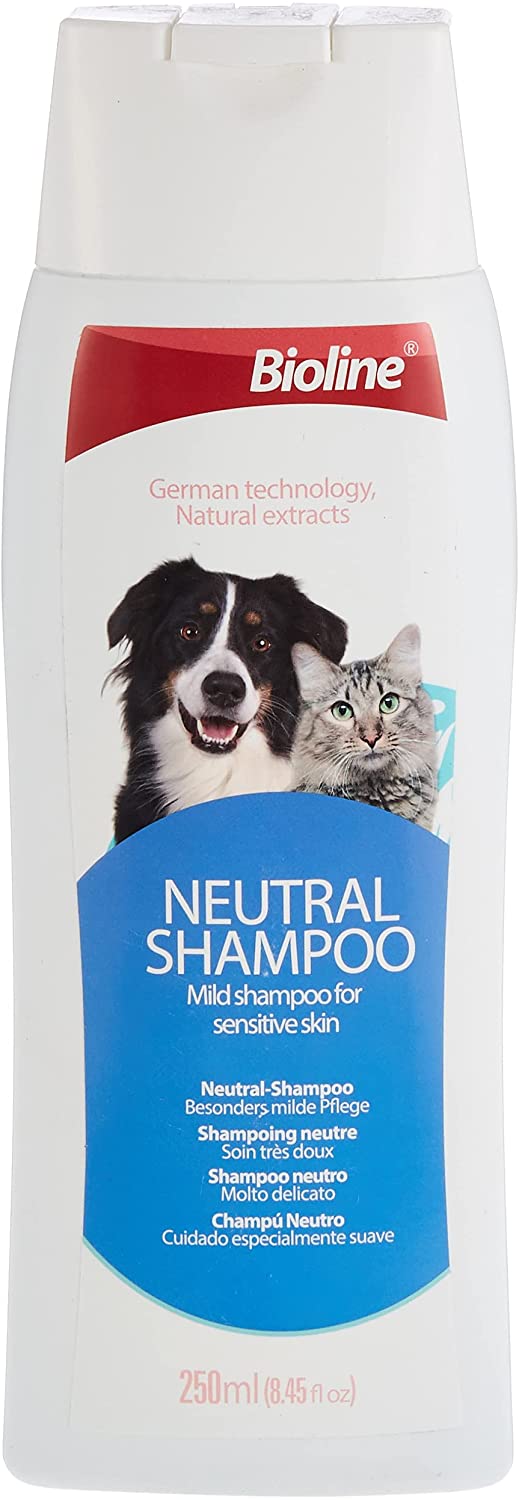 Bioline®
German technology,
Natural extracts
NEUTRAL
SHAMPOO
Mild shampoo for
sensitive skin
Neutral-Shampoo
Besonders milde Pflege
Shampoing neutre
Soin très doux
Shampoo neutro
Molto delicato
Champú Neutro
Cuidado especialmente suave
250ml (8.45 fl oz)